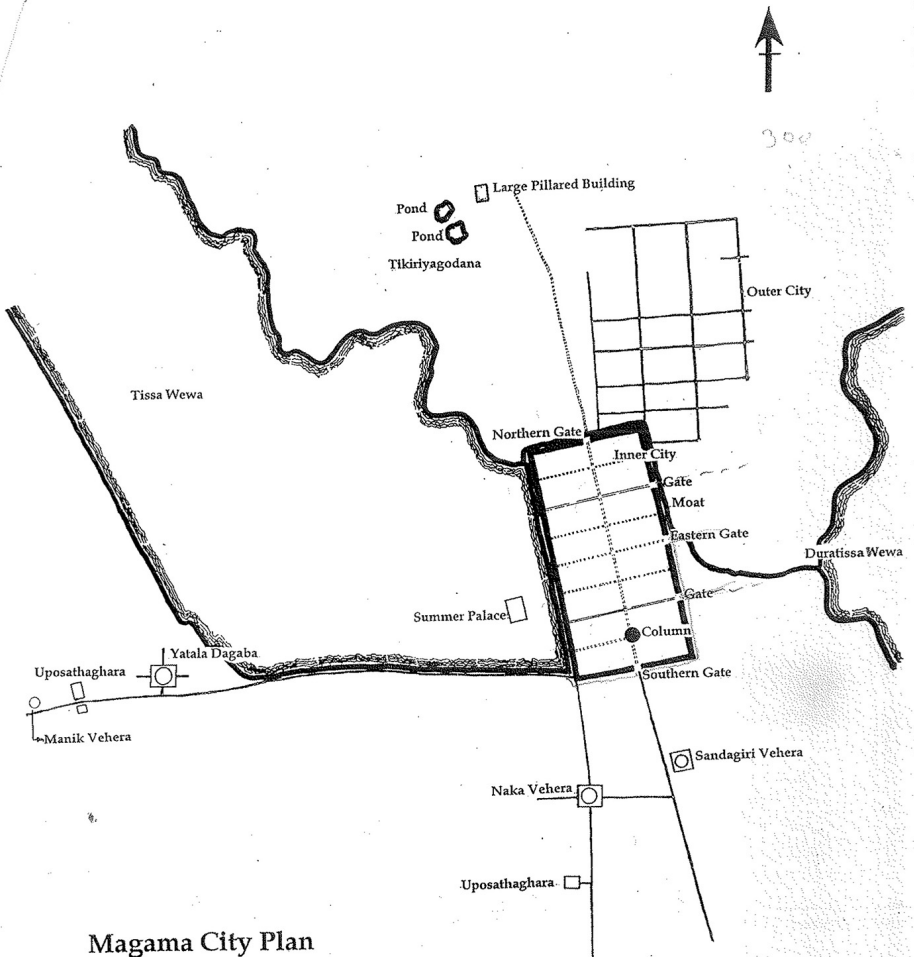 300
Large Pillared Building
Pond
Pond
Tikiriyagodana
Outer City
Tissa Wewa
Northern Gate
Inner City
Gate
Moat
Eastern Gate
Duratissa Wewa
Gate
Summer Palace
Column
Yatala Dagaba
Uposathaghara
Southern Gate
Manik Vehera
Sandagiri Vehera
Naka Vehera
Uposathaghara
Magama City Plan